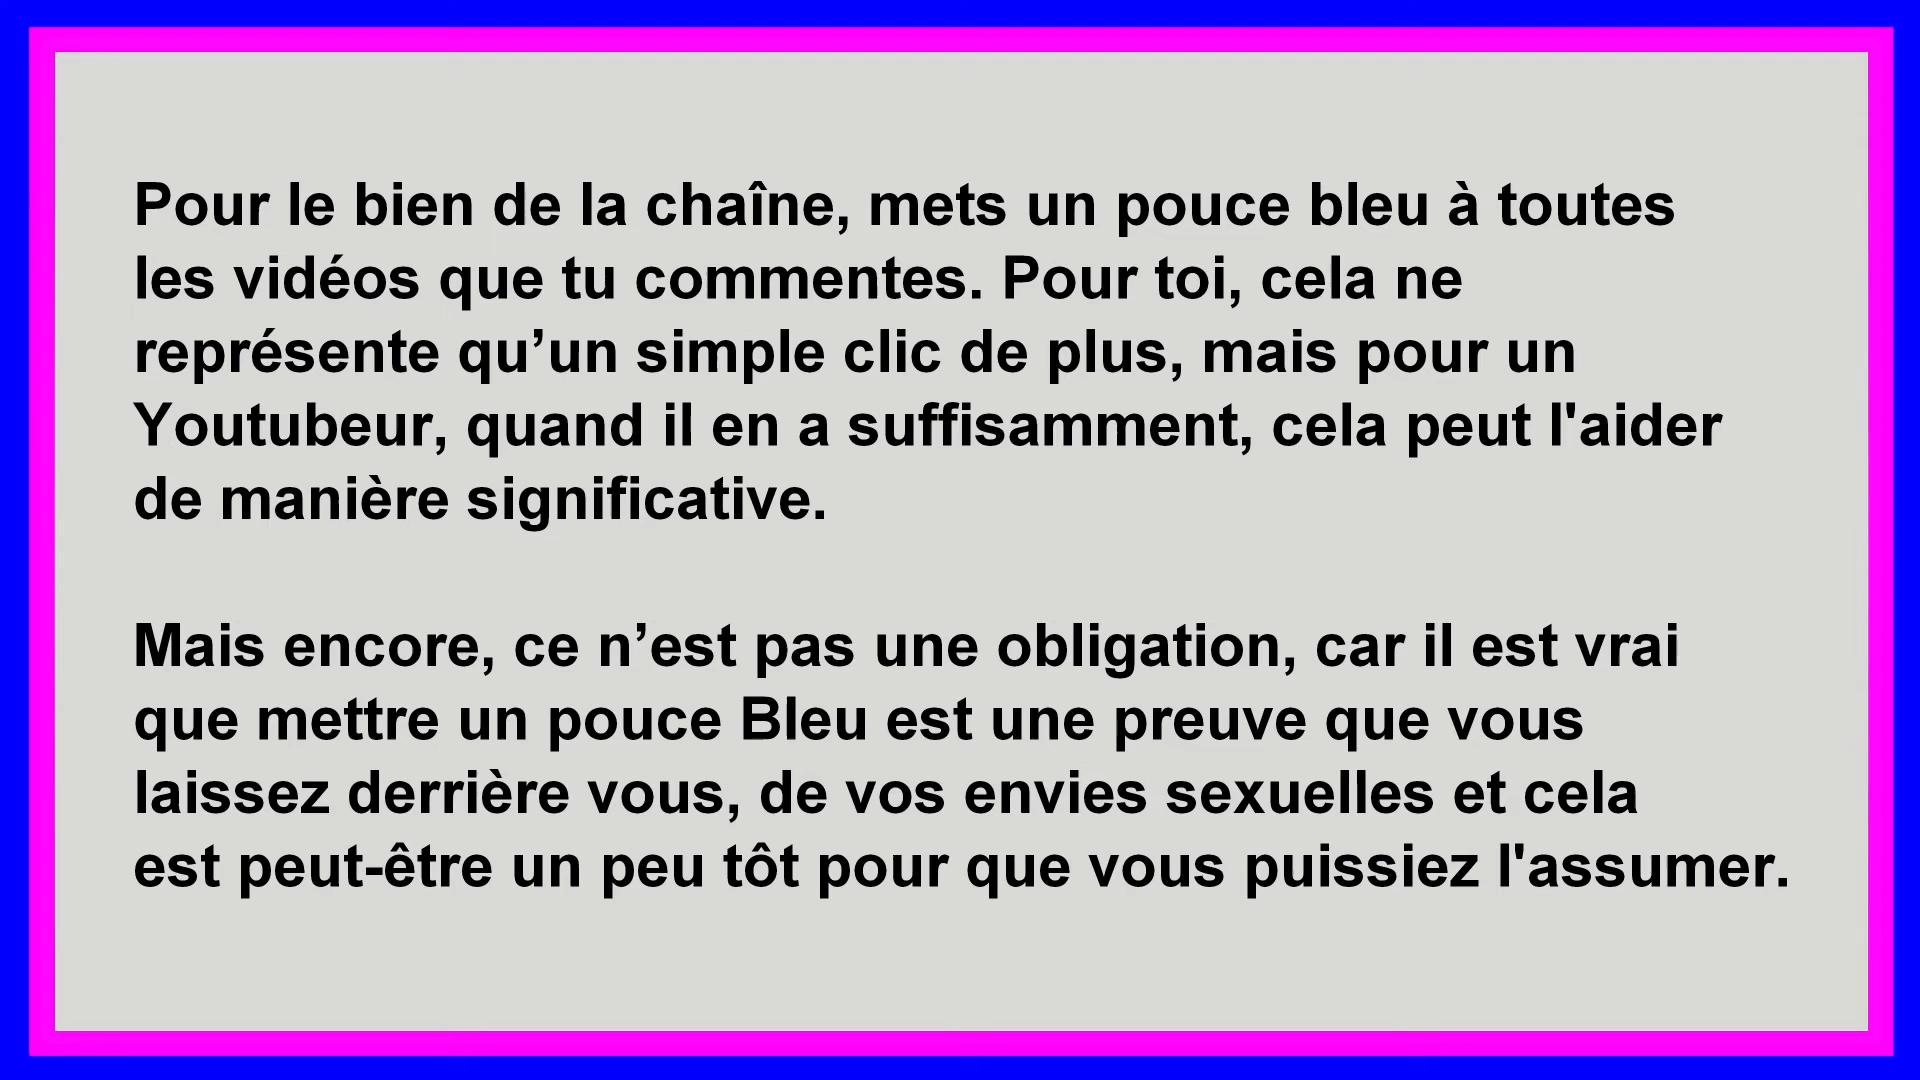 Pour le bien de la chaîne, mets un pouce bleu à toutes
les vidéos que tu commentes. Pour toi, cela ne
représente qu’un simple clic de plus, mais pour un
Youtubeur, quand il en a suffisamment, cela peut l'aider
de manière significative.
Mais encore, ce n’est pas une obligation, car il est vrai
que mettre un pouce Bleu est une preuve que vous
laissez derrière vous, de vos envies sexuelles et cela
est peut-être un peu tôt pour que vous puissiez l'assumer.